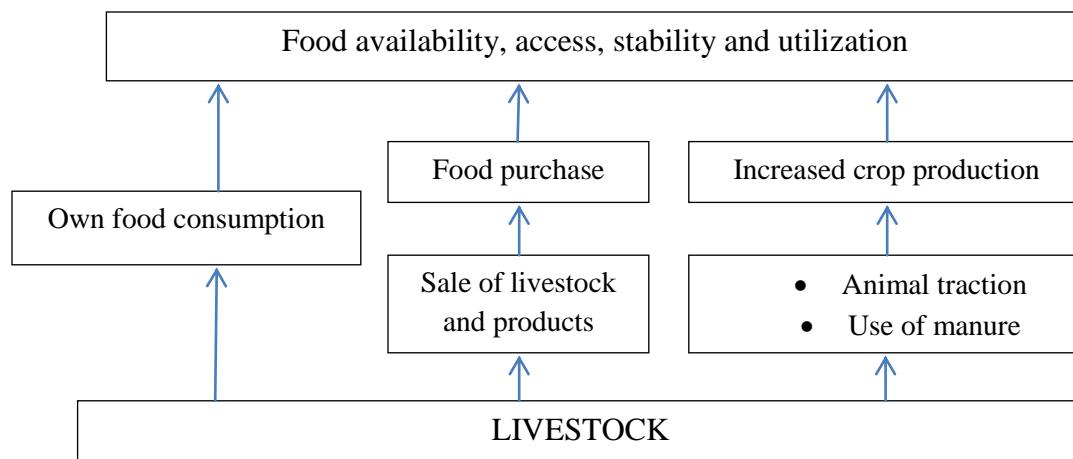 Food availability, access, stability and utilization
Food purchase
Increased crop production
Own food consumption
Sale of livestock
and products
• Animal traction
• Use of manure
LIVESTOCK